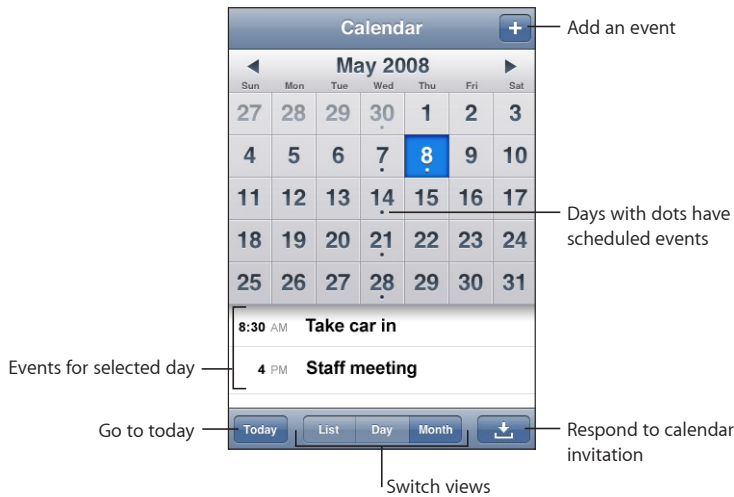 Calendar
+
Add an event
May 2008
Sun Mon Tue Wed Thu Fri Sat
27 28 29 30 1 2 3
4 5 6 7 8 9 10
11 12 13 14 15 16 17
Days with dots have
scheduled events
18 19 20 21 22 23 24
25 26 27 28 29 30 31
8:30 AM Take car in
Events for selected day
4 PM Staff meeting
Go to today
Today List Day Month
Respond to calendar
invitation
Switch views